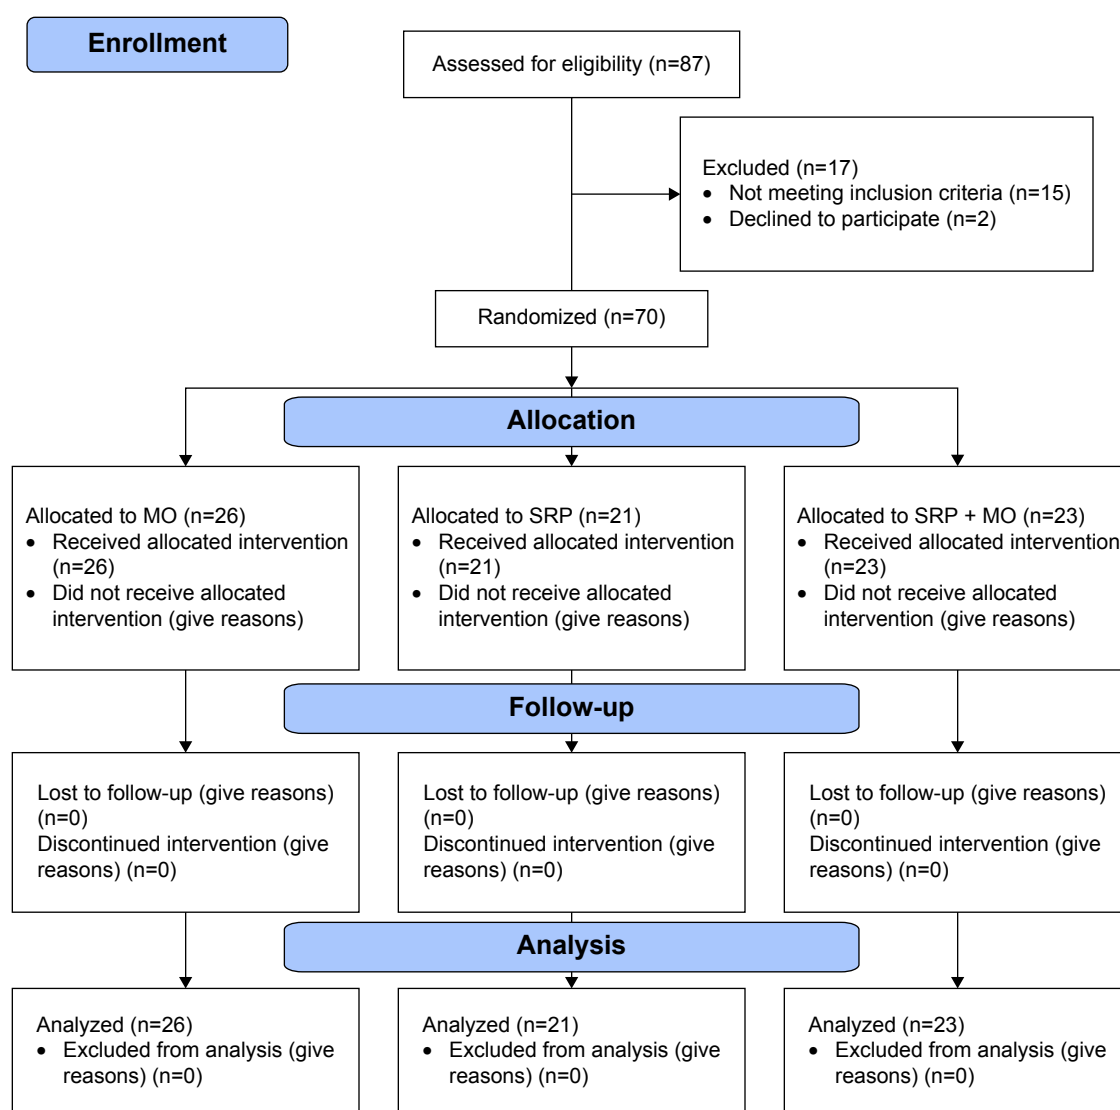 Enrollment
Assessed for eligibility (n=87)
Excluded (n=17)
• Not meeting inclusion criteria (n=15)
• Declined to participate (n=2)
Randomized (n=70)
Allocation
Allocated to MO (n=26)
• Received allocated intervention
(n=26)
• Did not receive allocated
intervention (give reasons)
Allocated to SRP (n=21)
• Received allocated intervention
(n=21)
• Did not receive allocated
intervention (give reasons)
Allocated to SRP + MO (n=23)
• Received allocated intervention
(n=23)
• Did not receive allocated
intervention (give reasons)
Follow-up
Lost to follow-up (give reasons)
(n=0)
Discontinued intervention (give
reasons) (n=0)
Lost to follow-up (give reasons)
(n=0)
Discontinued intervention (give
reasons) (n=0)
Lost to follow-up (give reasons)
(n=0)
Discontinued intervention (give
reasons) (n=0)
Analysis
Analyzed (n=26)
• Excluded from analysis (give
reasons) (n=0)
Analyzed (n=21)
• Excluded from analysis (give
reasons) (n=0)
Analyzed (n=23)
• Excluded from analysis (give
reasons) (n=0)